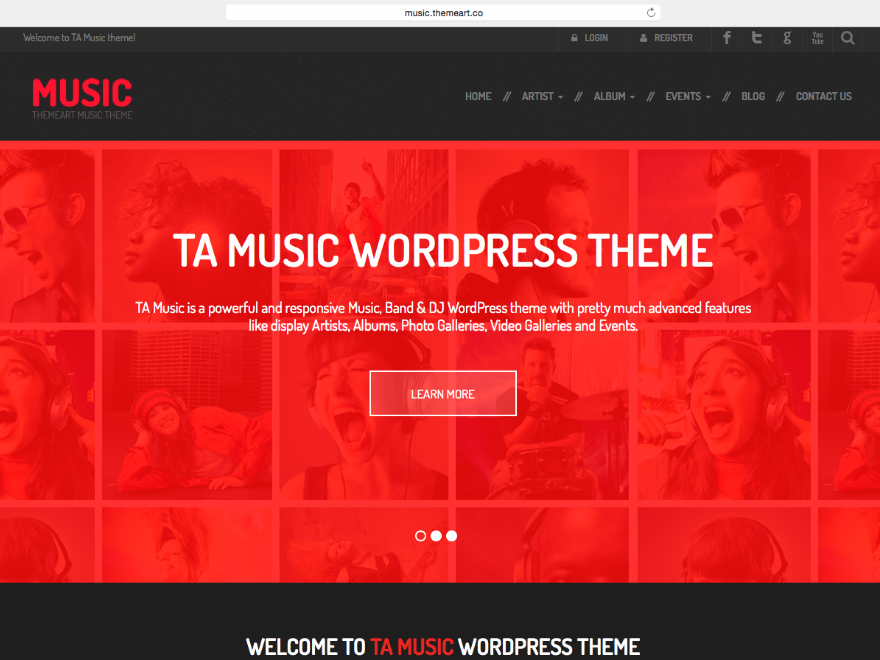 music.themeart.co
Welcome to TA Music theme!
LOGIN
REGISTER
f
t
g
You
Tube
MUSIC
THEMEART MUSIC THEME
HOME // ARTIST // ALBUM // EVENTS // BLOG // CONTACT US
TA MUSIC WORDPRESS THEME
TA Music is a powerful and responsive Music, Band & DJ WordPress theme with pretty much advanced features
like display Artists, Albums, Photo Galleries, Video Galleries and Events.
LEARN MORE
WELCOME TO TA MUSIC WORDPRESS THEME